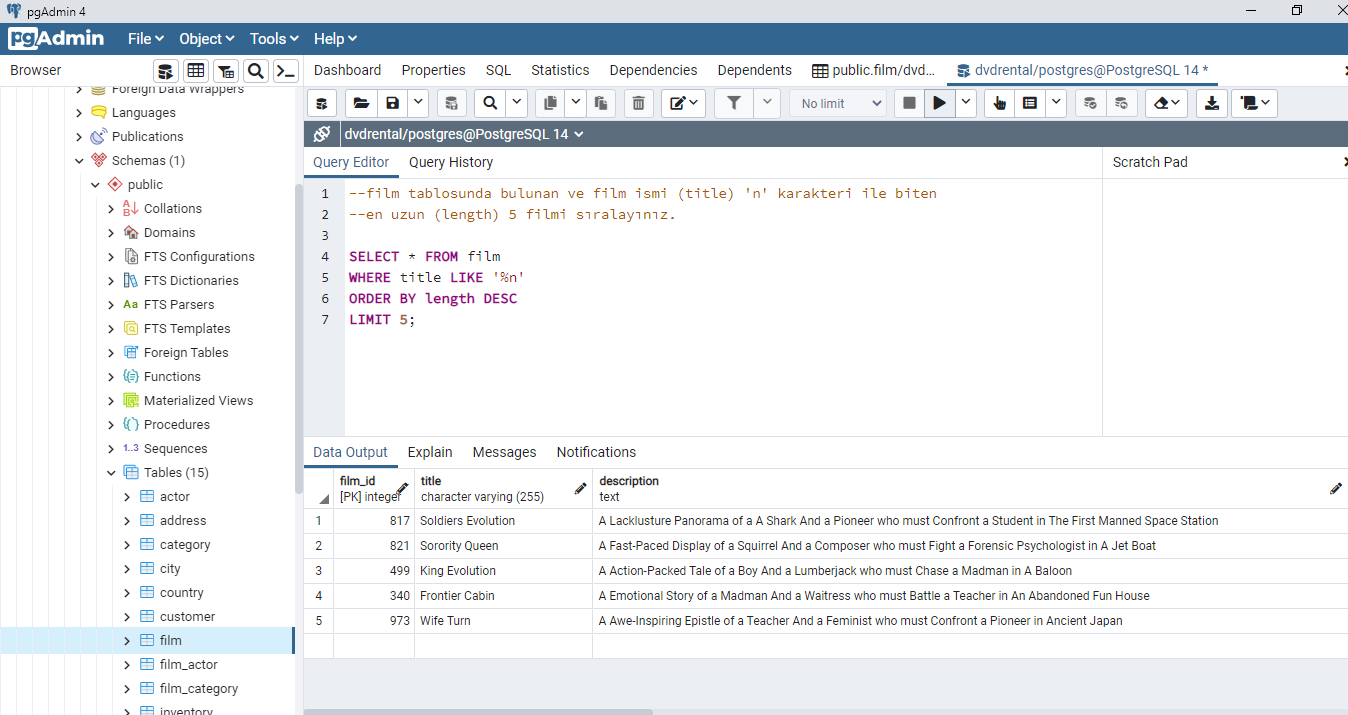 pgAdmin 4
pgAdmin File Object Tools Help
Browser
Dashboard Properties SQL Statistics Dependencies Dependents public.film/dvd... dvdrental/postgres@PostgreSQL 14 *
No limit
dvdrental/postgres@PostgreSQL 14
Query Editor Query History
Scratch Pad
Foreign Data Wrappers
Languages
Publications
Schemas (1)
public
Collations
Domains
FTS Configurations
FTS Dictionaries
Aa FTS Parsers
FTS Templates
Foreign Tables
Functions
Materialized Views
Procedures
1..3 Sequences
Tables (15)
actor
address
category
city
country
customer
film
film_actor
film_category
inventory
1 --film tablosunda bulunan ve film ismi (title) 'n' karakteri ile biten
2 --en uzun (length) 5 filmi sıralayınız.
3
4 SELECT * FROM film
5 WHERE title LIKE '%n'
6 ORDER BY length DESC
7 LIMIT 5;
Data Output Explain Messages Notifications
film_id title description
[PK] integer character varying (255) text
1 817 Soldiers Evolution A Lacklusture Panorama of a A Shark And a Pioneer who must Confront a Student in The First Manned Space Station
2 821 Sorority Queen A Fast-Paced Display of a Squirrel And a Composer who must Fight a Forensic Psychologist in A Jet Boat
3 499 King Evolution A Action-Packed Tale of a Boy And a Lumberjack who must Chase a Madman in A Baloon
4 340 Frontier Cabin A Emotional Story of a Madman And a Waitress who must Battle a Teacher in An Abandoned Fun House
5 973 Wife Turn A Awe-Inspiring Epistle of a Teacher And a Feminist who must Confront a Pioneer in Ancient Japan